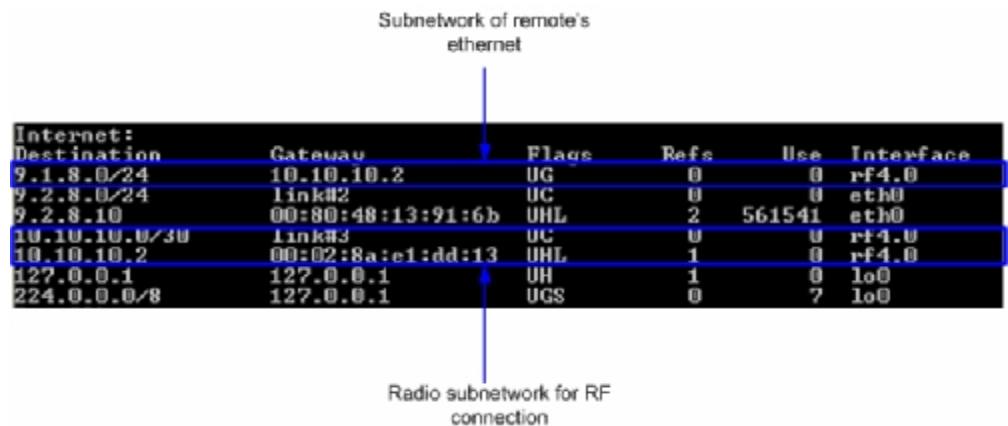 Subnetwork of remote's
ethernet
Internet:
Destination Gateway Flags Refs Use Interface
9.1.8.0/24 10.10.10.2 UG 0 0 rf4.0
9.2.8.0/24 link#2 UC 0 0 eth0
9.2.8.10 00:80:48:13:91:6b UHL 2 561541 eth0
10.10.10.0/30 link#3 UC 0 0 rf4.0
10.10.10.2 00:02:8a:e1:dd:13 UHL 1 0 rf4.0
127.0.0.1 127.0.0.1 UH 1 0 lo0
224.0.0.0/8 127.0.0.1 UGS 0 7 lo0
Radio subnetwork for RF
connection